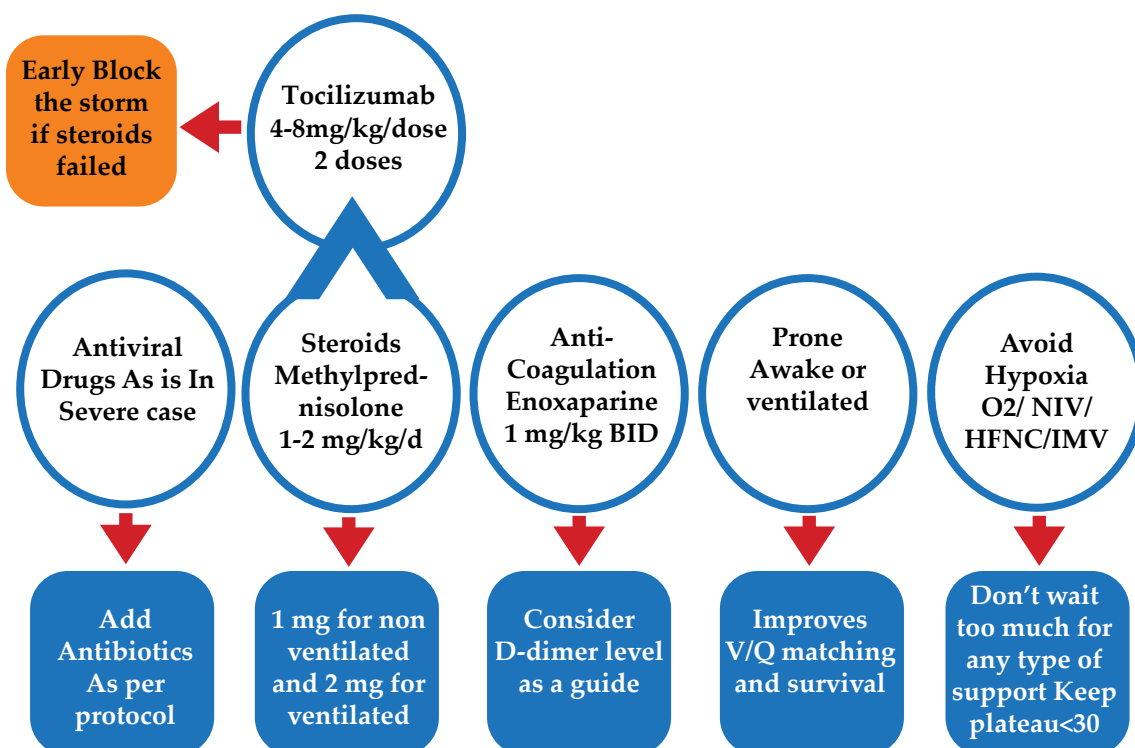 Early Block
the storm
if steroids
failed
Tocilizumab
4-8mg/kg/dose
2 doses
Antiviral
Drugs As is In
Severe case
Steroids
Methylpred-
nisolone
1-2 mg/kg/d
Anti-
Coagulation
Enoxaparine
1 mg/kg BID
Prone
Awake or
ventilated
Avoid
Hypoxia
O2/ NIV/
HFNC/IMV
Add
Antibiotics
As per
protocol
1 mg for non
ventilated
and 2 mg for
ventilated
Consider
D-dimer level
as a guide
Improves
V/Q matching
and survival
Don’t wait
too much for
any type of
support Keep
plateau<30